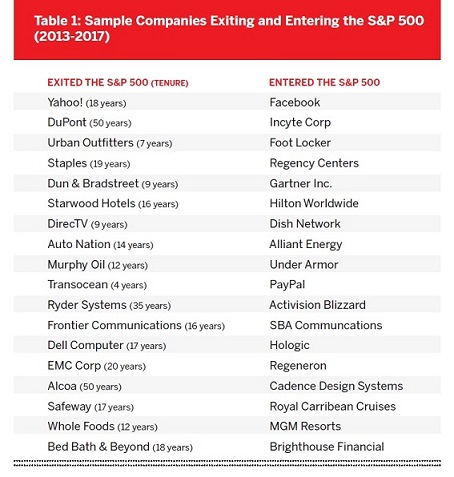 Table 1: Sample Companies Exiting and Entering the S&P 500
(2013-2017)
EXITED THE S&P 500 (TENURE) ENTERED THE S&P 500
Yahoo! (18 years) Facebook
DuPont (50 years) Incyte Corp
Urban Outfitters (7 years) Foot Locker
Staples (19 years) Regency Centers
Dun & Bradstreet (9 years) Gartner Inc.
Starwood Hotels (16 years) Hilton Worldwide
DirecTV (9 years) Dish Network
Auto Nation (14 years) Alliant Energy
Murphy Oil (12 years) Under Armor
Transocean (4 years) PayPal
Ryder Systems (35 years) Activision Blizzard
Frontier Communications (16 years) SBA Communcations
Dell Computer (17 years) Hologic
EMC Corp (20 years) Regeneron
Alcoa (50 years) Cadence Design Systems
Safeway (17 years) Royal Carribean Cruises
Whole Foods (12 years) MGM Resorts
Bed Bath & Beyond (18 years) Brighthouse Financial